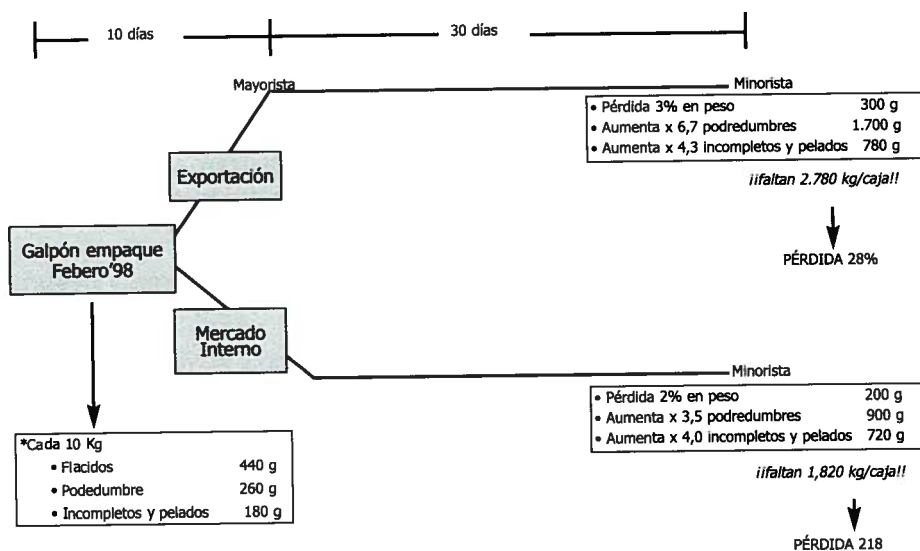 10 días
30 días
Mayorista
Minorista
• Pérdida 3% en peso 300 g
• Aumenta x 6,7 podredumbres 1.700 g
• Aumenta x 4,3 incompletos y pelados 780 g
¡¡faltan 2.780 kg/caja!!
PÉRDIDA 28%
Exportación
Galpón empaque
Febero'98
Mercado
Interno
Minorista
• Pérdida 2% en peso 200 g
• Aumenta x 3,5 podredumbres 900 g
• Aumenta x 4,0 incompletos y pelados 720 g
¡¡faltan 1,820 kg/caja!!
PÉRDIDA 218
*Cada 10 Kg
• Flacidos 440 g
• Podedumbre 260 g
• Incompletos y pelados 180 g